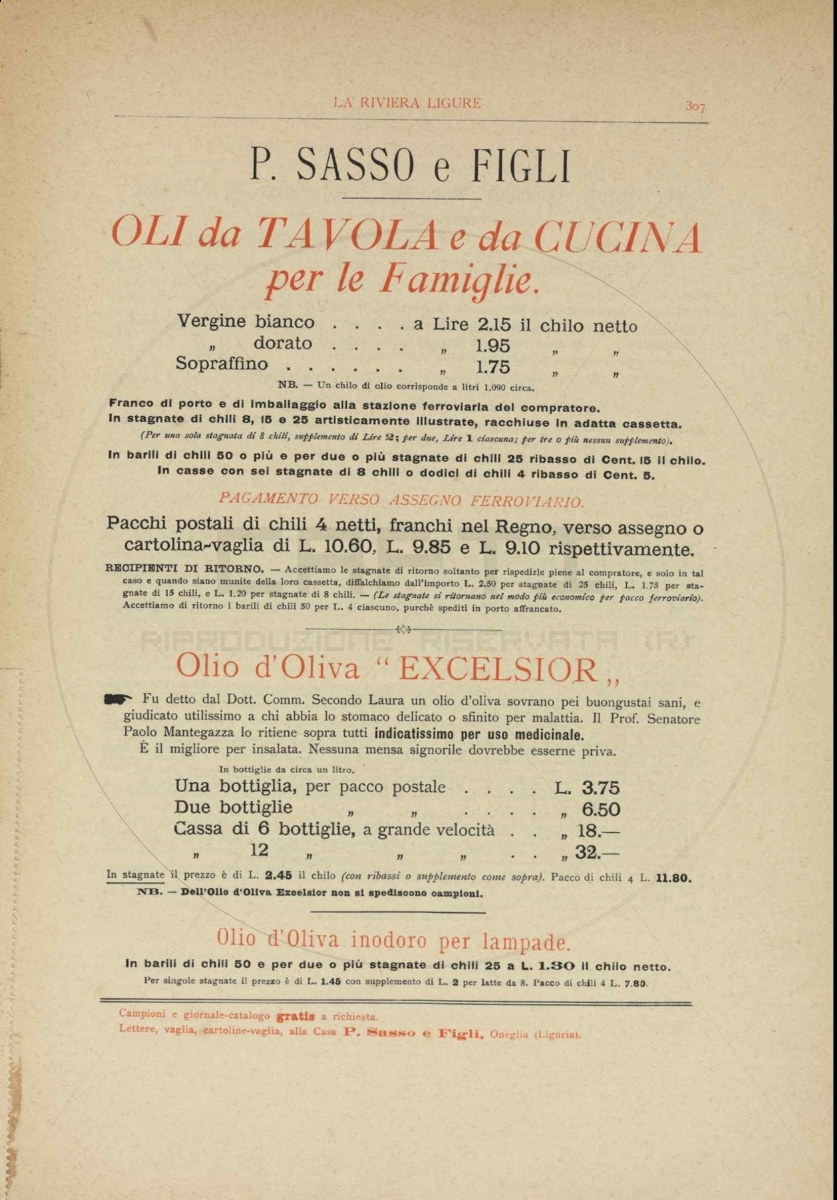 LA RIVIERA LIGURE 307
P. SASSO e FIGLI
OLI da TAVOLA e da CUCINA
per le Famiglie.
Vergine bianco . . . . a Lire 2.15 il chilo netto
„ dorato . . . . „ 1.95 „ „
Sopraffino . . . . . . „ 1.75 „ „
NB. — Un chilo di olio corrisponde a litri 1.090 circa.
Franco di porto e di imballaggio alla stazione ferroviaria del compratore.
In stagnate di chili 8, 15 e 25 artisticamente illustrate, racchiuse in adatta cassetta.
(Per una sola stagnata di 8 chili, supplemento di Lire 2; per due, Lire 1 ciascuna; per tre o più nessun supplemento).
In barili di chili 50 o più e per due o più stagnate di chili 25 ribasso di Cent. 15 il chilo.
In casse con sei stagnate di 8 chili o dodici di chili 4 ribasso di Cent. 5.
PAGAMENTO VERSO ASSEGNO FERROVIARIO.
Pacchi postali di chili 4 netti, franchi nel Regno, verso assegno o
cartolina-vaglia di L. 10.60, L. 9.85 e L. 9.10 rispettivamente.
RECIPIENTI DI RITORNO. — Accettiamo le stagnate di ritorno soltanto per rispedirle piene al compratore, e solo in tal
caso e quando siano munite della loro cassetta, diffalchiamo dall'importo L. 2.50 per stagnate di 25 chili, L. 1.75 per sta-
gnate di 15 chili, e L. 1.20 per stagnate di 8 chili. — (Le stagnate si ritornano nel modo più economico per pacco ferroviario).
Accettiamo di ritorno i barili di chili 50 per L. 4 ciascuno, purchè spediti in porto affrancato.
RIPRODUZIONE RISERVATA (R)
Olio d'Oliva “ EXCELSIOR „
Fu detto dal Dott. Comm. Secondo Laura un olio d'oliva sovrano pei buongustai sani, e
giudicato utilissimo a chi abbia lo stomaco delicato o sfinito per malattia. Il Prof. Senatore
Paolo Mantegazza lo ritiene sopra tutti indicatissimo per uso medicinale.
È il migliore per insalata. Nessuna mensa signorile dovrebbe esserne priva.
In bottiglie da circa un litro.
Una bottiglia, per pacco postale . . . . L. 3.75
Due bottiglie „ „ . . . . „ 6.50
Cassa di 6 bottiglie, a grande velocità . . „ 18.—
„ 12 „ „ „ . . „ 32.—
In stagnate il prezzo è di L. 2.45 il chilo (con ribassi o supplemento come sopra). Pacco di chili 4 L. 11.80.
NB. — Dell'Olio d'Oliva Excelsior non si spediscono campioni.
Olio d'Oliva inodoro per lampade.
In barili di chili 50 e per due o più stagnate di chili 25 a L. 1.30 il chilo netto.
Per singole stagnate il prezzo è di L. 1.45 con supplemento di L. 2 per latte da 8. Pacco di chili 4 L. 7.80.
Campioni e giornale-catalogo gratis a richiesta.
Lettere, vaglia, cartoline-vaglia, alla Casa P. Sasso e Figli, Oneglia (Liguria).